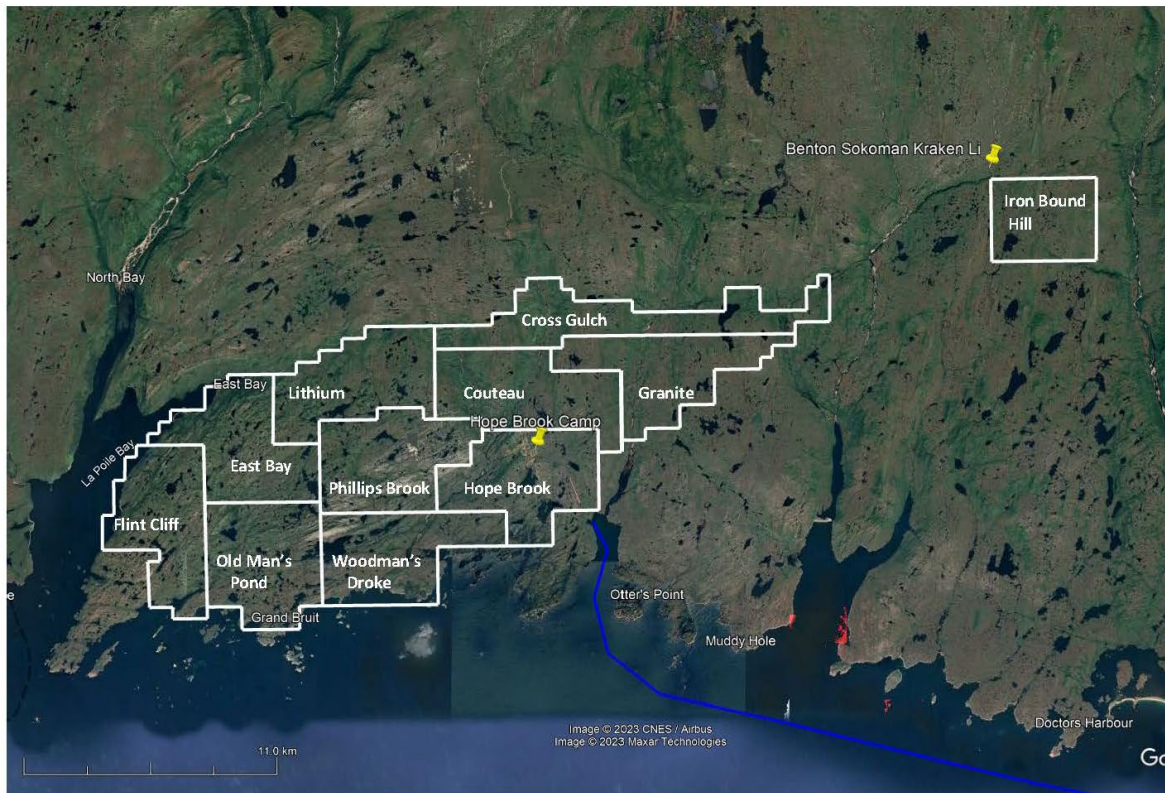 Benton Sokoman Kraken Li
Iron Bound
Hill
North Bay
Cross Gulch
East Bay
Lithium
Couteau
Granite
Hope Brook Camp
La Poile Bay
East Bay
Phillips Brook
Hope Brook
Flint Cliff
Old Man's
Pond
Woodman's
Droke
Otter's Point
Grand Bruit
Muddy Hole
Doctors Harbour
Image © 2023 CNES / Airbus
Image © 2023 Maxar Technologies
11.0 km
e
Go